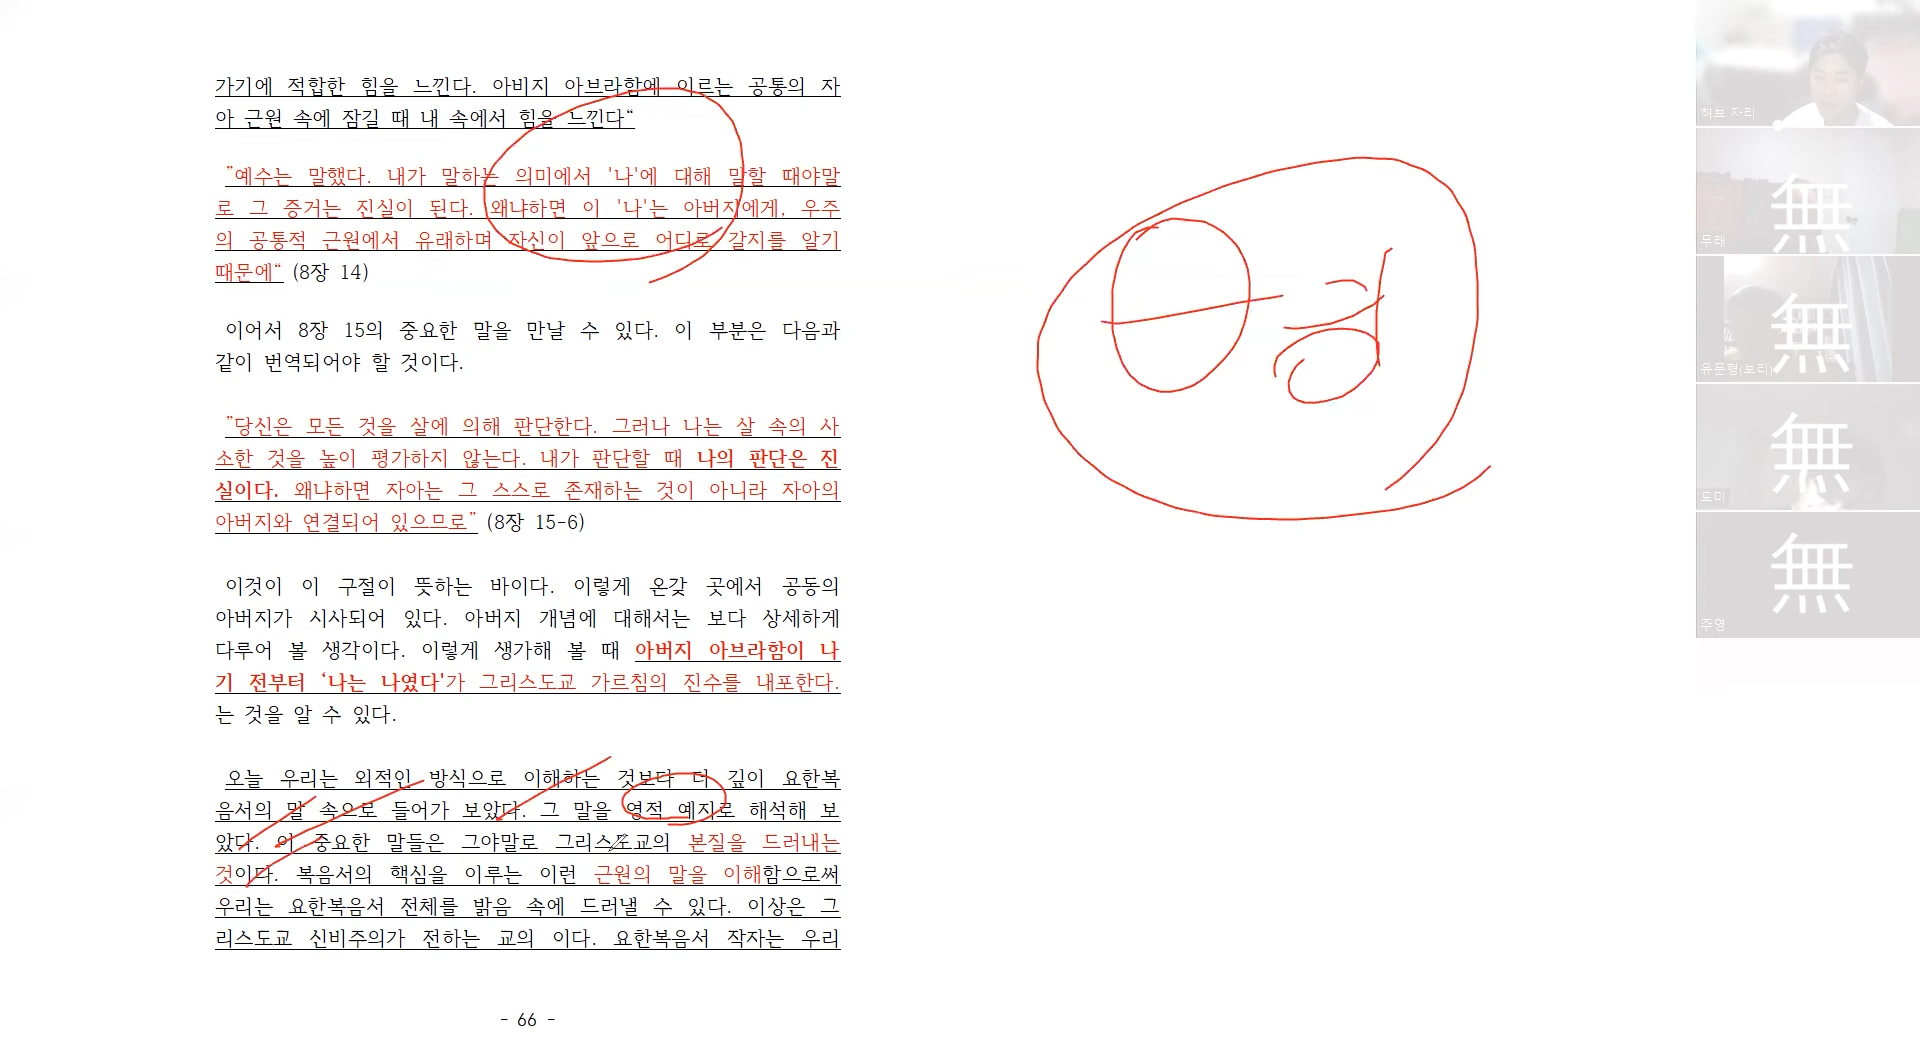 가기에 적합한 힘을 느낀다. 아비지 아브라함에 이르는 공통의 자
아 근원 속에 잠길 때 내 속에서 힘을 느낀다“
”예수는 말했다. 내가 말하는 의미에서 '나'에 대해 말할 때야말
로 그 증거는 진실이 된다. 왜냐하면 이 '나'는 아버지에게, 우주
의 공통적 근원에서 유래하며 자신이 앞으로 어디로 갈지를 알기
때문에“ (8장 14)
이어서 8장 15의 중요한 말을 만날 수 있다. 이 부분은 다음과
같이 번역되어야 할 것이다.
”당신은 모든 것을 살에 의해 판단한다. 그러나 나는 살 속의 사
소한 것을 높이 평가하지 않는다. 내가 판단할 때 나의 판단은 진
실이다. 왜냐하면 자아는 그 스스로 존재하는 것이 아니라 자아의
아버지와 연결되어 있으므로” (8장 15-6)
이것이 이 구절이 뜻하는 바이다. 이렇게 온갖 곳에서 공동의
아버지가 시사되어 있다. 아버지 개념에 대해서는 보다 상세하게
다루어 볼 생각이다. 이렇게 생가해 볼 때 아버지 아브라함이 나
기 전부터 ‘나는 나였다'가 그리스도교 가르침의 진수를 내포한다.
는 것을 알 수 있다.
오늘 우리는 외적인 방식으로 이해하는 것보다 더 깊이 요한복
음서의 말 속으로 들어가 보았다. 그 말을 영적 예지로 해석해 보
았다. 이 중요한 말들은 그야말로 그리스도교의 본질을 드러내는
것이다. 복음서의 핵심을 이루는 이런 근원의 말을 이해함으로써
우리는 요한복음서 전체를 밝음 속에 드러낼 수 있다. 이상은 그
리스도교 신비주의가 전하는 교의 이다. 요한복음서 작자는 우리
- 66 -
허브 자리
無
무래
無
유문형(보리)
無
도미
無
주영